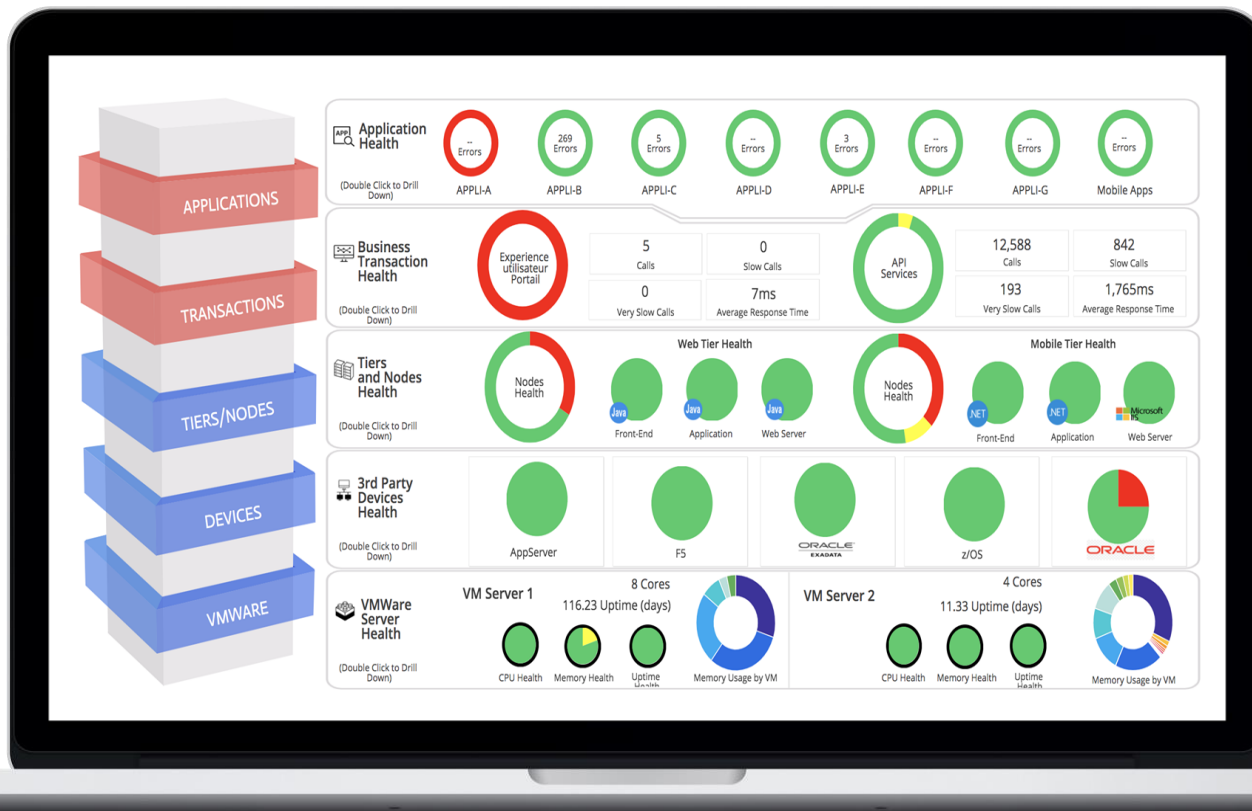 APPLICATIONS
TRANSACTIONS
TIERS/NODES
DEVICES
VMWARE
APP
Application
Health
(Double Click to Drill
Down)
--
Errors
APPLI-A
269
Errors
APPLI-B
5
Errors
APPLI-C
--
Errors
APPLI-D
3
Errors
APPLI-E
--
Errors
APPLI-F
--
Errors
APPLI-G
--
Errors
Mobile Apps
Business
Transaction
Health
(Double Click to Drill
Down)
Experience
utilisateur
Portail
5
Calls
0
Slow Calls
0
Very Slow Calls
7ms
Average Response Time
API
Services
12,588
Calls
842
Slow Calls
193
Very Slow Calls
1,765ms
Average Response Time
Tiers
and Nodes
Health
(Double Click to Drill
Down)
Nodes
Health
Web Tier Health
Java
Front-End
Java
Application
Java
Web Server
Nodes
Health
Mobile Tier Health
.NET
Front-End
.NET
Application
Microsoft
IIS
Web Server
3rd Party
Devices
Health
(Double Click to Drill
Down)
AppServer
F5
ORACLE
EXADATA
z/OS
ORACLE
VMWare
Server
Health
(Double Click to Drill
Down)
VM Server 1
8 Cores
116.23 Uptime (days)
CPU Health
Memory Health
Uptime
Health
Memory Usage by VM
VM Server 2
4 Cores
11.33 Uptime (days)
CPU Health
Memory Health
Uptime
Health
Memory Usage by VM